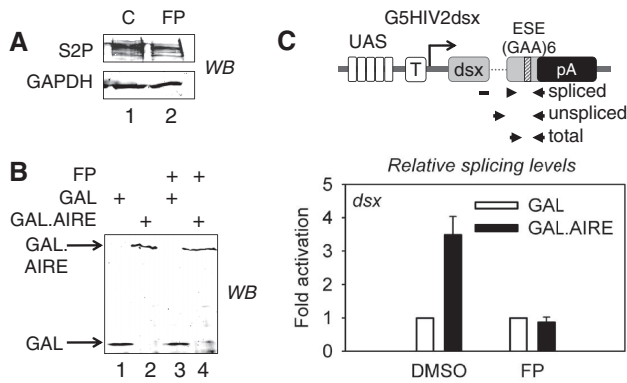 A
C FP
S2P
GAPDH
WB
1 2
B
FP + +
GAL + +
GAL.AIRE + +
GAL.
AIRE
GAL
WB
1 2 3 4
C
G5HIV2dsx
UAS
ESE
(GAA)6
T
dsx
pA
spliced
unspliced
total
Relative splicing levels
dsx
GAL
GAL.AIRE
Fold activation
5
4
3
2
1
0
DMSO FP